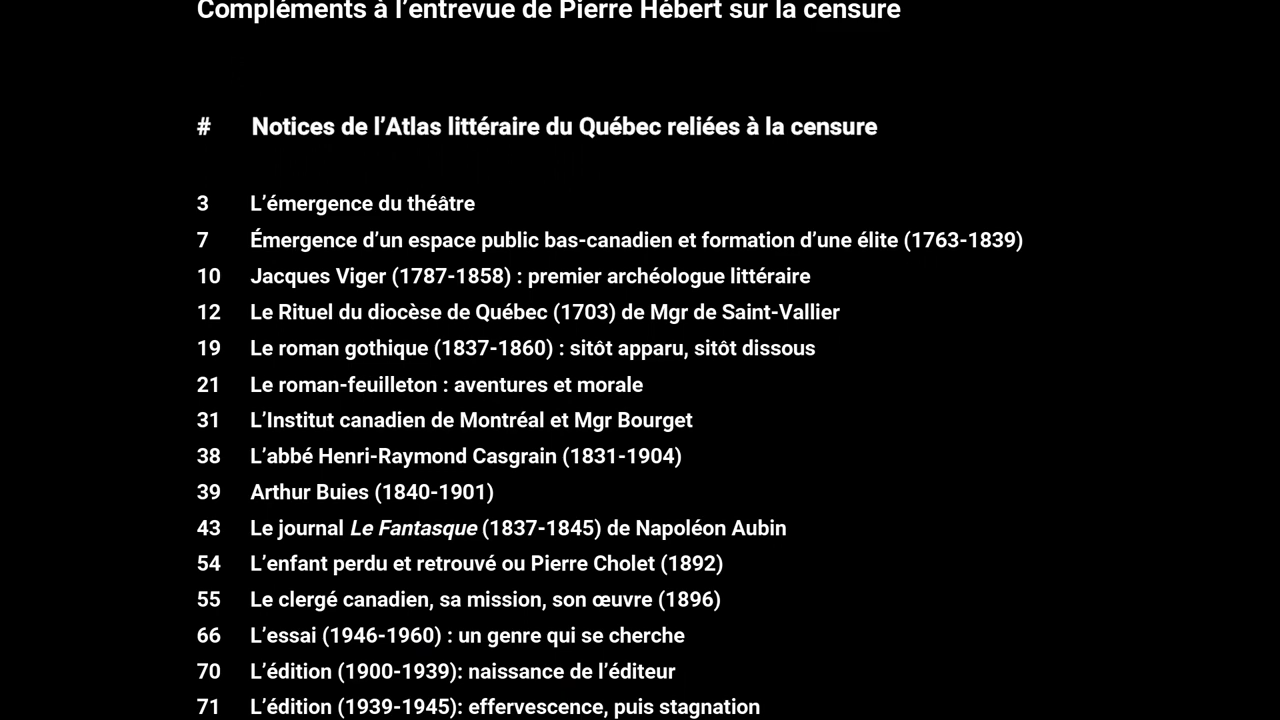 Compléments à l’entrevue de Pierre Hébert sur la censure
# Notices de l’Atlas littéraire du Québec reliées à la censure
3 L’émergence du théâtre
7 Émergence d’un espace public bas-canadien et formation d’une élite (1763-1839)
10 Jacques Viger (1787-1858) : premier archéologue littéraire
12 Le Rituel du diocèse de Québec (1703) de Mgr de Saint-Vallier
19 Le roman gothique (1837-1860) : sitôt apparu, sitôt dissous
21 Le roman-feuilleton : aventures et morale
31 L’Institut canadien de Montréal et Mgr Bourget
38 L’abbé Henri-Raymond Casgrain (1831-1904)
39 Arthur Buies (1840-1901)
43 Le journal Le Fantasque (1837-1845) de Napoléon Aubin
54 L’enfant perdu et retrouvé ou Pierre Cholet (1892)
55 Le clergé canadien, sa mission, son œuvre (1896)
66 L’essai (1946-1960) : un genre qui se cherche
70 L’édition (1900-1939): naissance de l’éditeur
71 L’édition (1939-1945): effervescence, puis stagnation